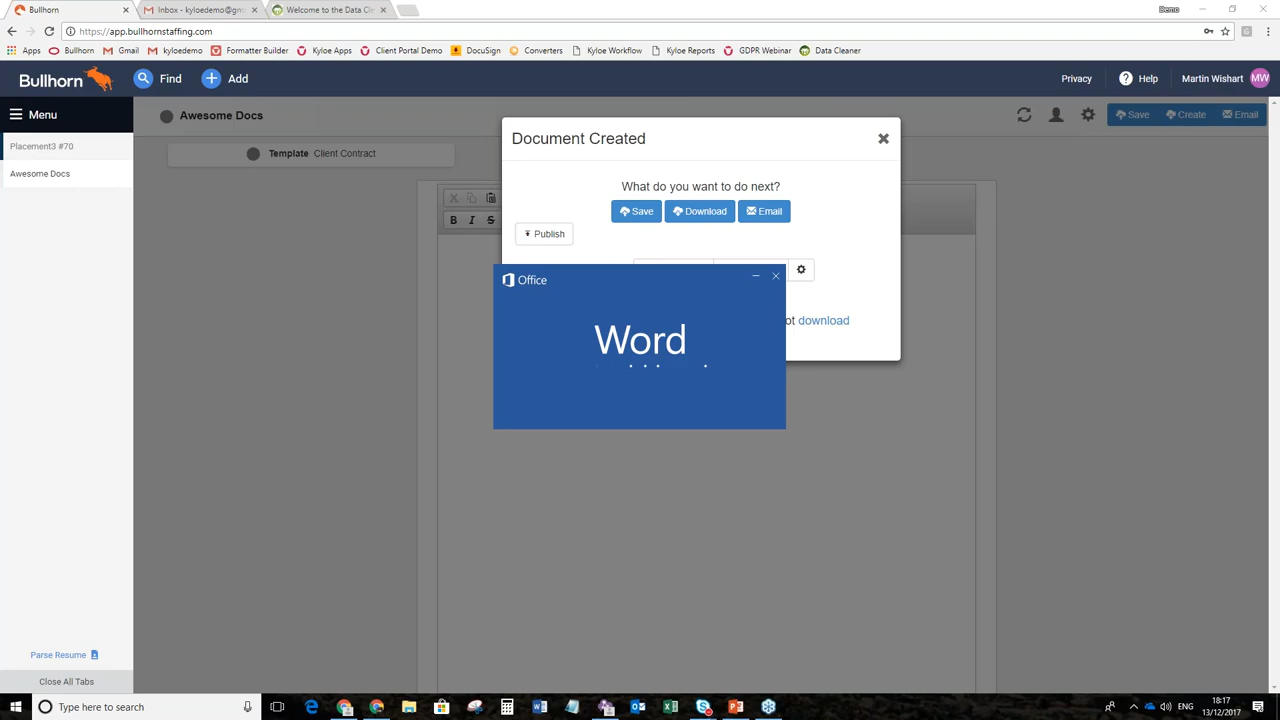 Bullhorn
Inbox - kyloedemo@gm
Welcome to the Data Cle
Demo
https://app.bullhornstaffing.com
Apps
Bullhorn
Gmail
kyloedemo
Formatter Builder
Kyloe Apps
Client Portal Demo
DocuSign
Converters
Kyloe Workflow
Kyloe Reports
GDPR Webinar
Data Cleaner
Bullhorn
Find
Add
Privacy
Help
Martin Wishart
MW
Menu
Awesome Docs
Save
Create
Email
Placement3 #70
Awesome Docs
Template Client Contract
Document Created
What do you want to do next?
Save
Download
Email
Publish
B I S
Office
Word
ot download
Parse Resume
Close All Tabs
Type here to search
ENG
18:17
13/12/2017